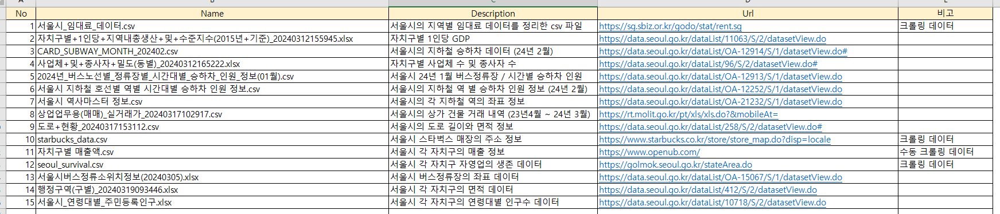 No	Name	Description	Url	비고
1	서울시_임대료_데이터.csv	서울시의 지역별 임대료 데이터를 정리한 csv 파일	https://sg.sbiz.or.kr/godo/stat/rent.sg	크롤링 데이터
2	자치구별+1인당+지역내총생산+및+수준지수(2015년+기준)_20240312155945.xlsx	자치구별 1인당 GDP	https://data.seoul.go.kr/dataList/11063/S/2/datasetView.do
3	CARD_SUBWAY_MONTH_202402.csv	서울시의 지하철 승하차 데이터 (24년 2월)	https://data.seoul.go.kr/dataList/OA-12914/S/1/datasetView.do#
4	사업체+및+종사자+밀도(동별)_20240312165222.xlsx	자치구별 사업체 수 및 종사자 수	https://data.seoul.go.kr/dataList/96/S/2/datasetView.do#
5	2024년_버스노선별_정류장별_시간대별_승하차_인원_정보(01월).csv	서울시 24년 1월 버스정류장 / 시간별 승하차 인원	https://data.seoul.go.kr/dataList/OA-12913/S/1/datasetView.do
6	서울시 지하철 호선별 역별 시간대별 승하차 인원 정보.csv	서울시의 지하철 역 별 승하차 인원 정보 (24년 2월)	https://data.seoul.go.kr/dataList/OA-12252/S/1/datasetView.do
7	서울시 역사마스터 정보.csv	서울시의 각 지하철 역의 좌표 정보	https://data.seoul.go.kr/dataList/OA-21232/S/1/datasetView.do
8	상업업무용(매매)_실거래가_20240317102917.csv	서울시의 상가 건물 거래 내역 (23년4월 ~ 24년 3월)	https://rt.molit.go.kr/pt/xls/xls.do?&mobileAt=
9	도로+현황_20240317153112.csv	서울시의 도로 길이와 면적 정보	https://data.seoul.go.kr/dataList/258/S/2/datasetView.do#
10	starbucks_data.csv	서울시 스타벅스 매장의 주소 정보	https://www.starbucks.co.kr/store/store_map.do?disp=locale	크롤링 데이터
11	자치구별 매출액.csv	서울시 각 자치구의 매출 정보	https://www.openub.com/	수동 크롤링 데이터
12	seoul_survival.csv	서울시 각 자치구 자영업의 생존 데이터	https://golmok.seoul.go.kr/stateArea.do	크롤링 데이터
13	서울시버스정류소위치정보(20240305).xlsx	서울시 버스정류장의 좌표 데이터	https://data.seoul.go.kr/dataList/OA-15067/S/1/datasetView.do
14	행정구역(구별)_20240319093446.xlsx	서울시 각 자치구의 면적 데이터	https://data.seoul.go.kr/dataList/412/S/2/datasetView.do
15	서울시_연령대별_주민등록인구.xlsx	서울시 각 자치구의 연령대별 인구수 데이터	https://data.seoul.go.kr/dataList/10718/S/2/datasetView.do